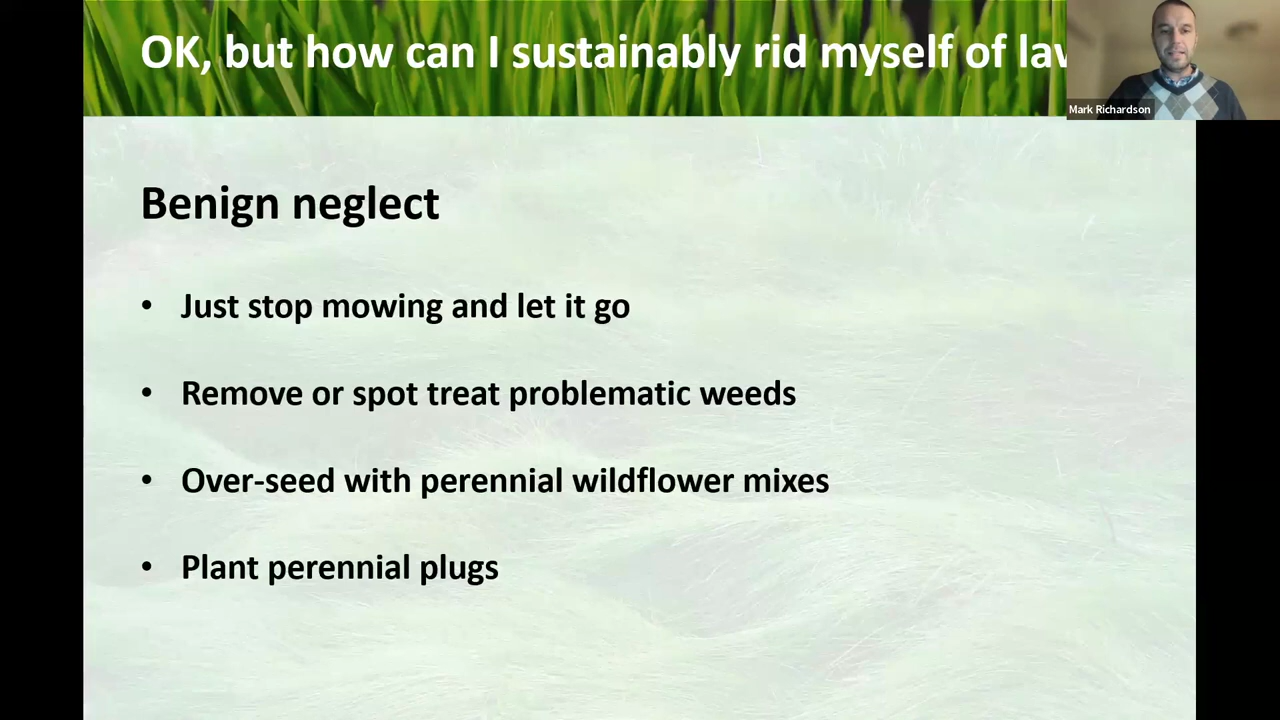 OK, but how can I sustainably rid myself of
Mark Richardson
Benign neglect
• Just stop mowing and let it go
• Remove or spot treat problematic weeds
• Over-seed with perennial wildflower mixes
• Plant perennial plugs